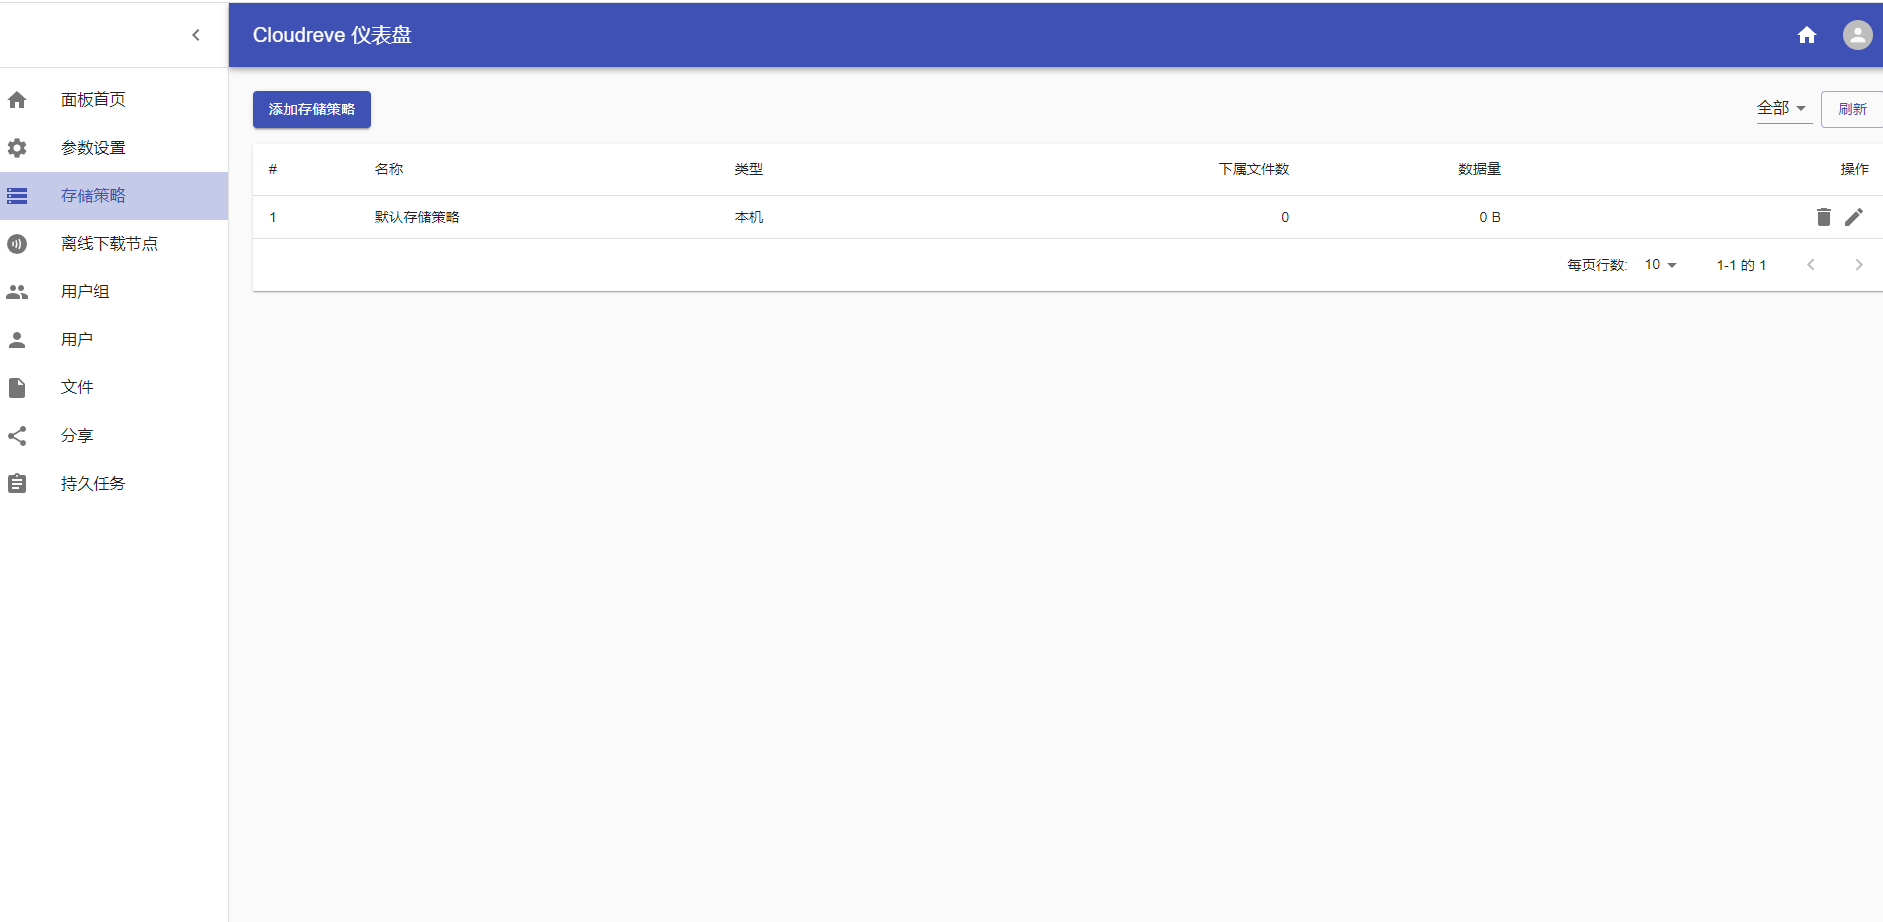 Cloudreve 仪表盘
面板首页
参数设置
存储策略
离线下载节点
用户组
用户
文件
分享
持久任务
添加存储策略
全部
刷新
# 名称 类型 下属文件数 数据量 操作
1 默认存储策略 本机 0 0 B
每页行数: 10 1-1 的 1